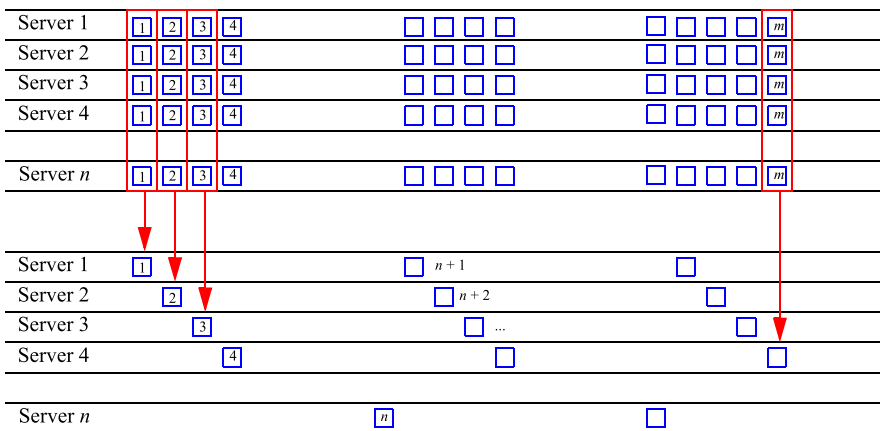 Server 1 1 2 3 4 m
Server 2 1 2 3 4 m
Server 3 1 2 3 4 m
Server 4 1 2 3 4 m
Server n 1 2 3 4 m
Server 1 1 n + 1
Server 2 2 n + 2
Server 3 3 ...
Server 4 4
Server n n